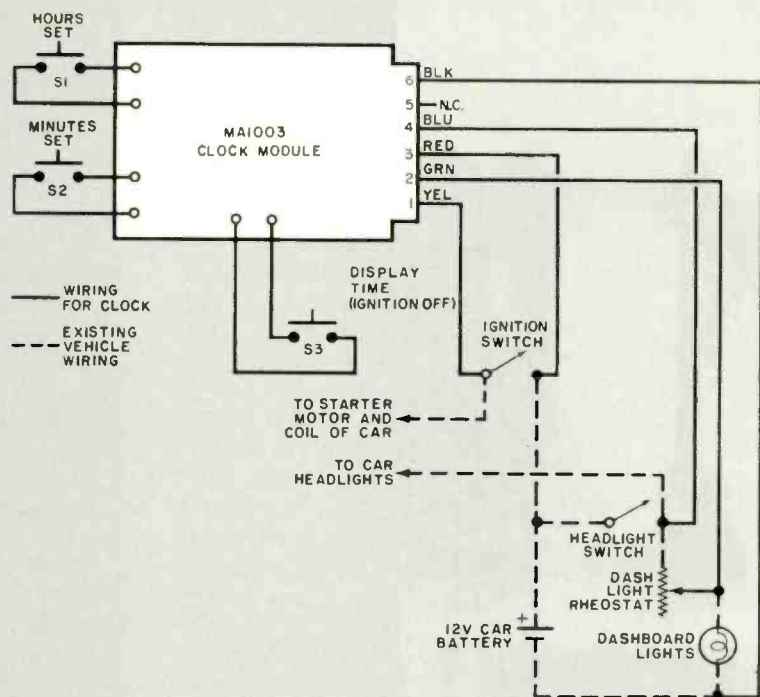 HOURS
SET
S1
MINUTES
SET
S2
MA1003
CLOCK MODULE
6 BLK
5 N.C.
4 BLU
3 RED
2 GRN
1 YEL
WIRING
FOR CLOCK
EXISTING
VEHICLE
WIRING
DISPLAY
TIME
(IGNITION OFF)
S3
IGNITION
SWITCH
TO STARTER
MOTOR AND
COIL OF CAR
TO CAR
HEADLIGHTS
HEADLIGHT
SWITCH
DASH
LIGHT
RHEOSTAT
+
12V CAR
BATTERY
DASHBOARD
LIGHTS